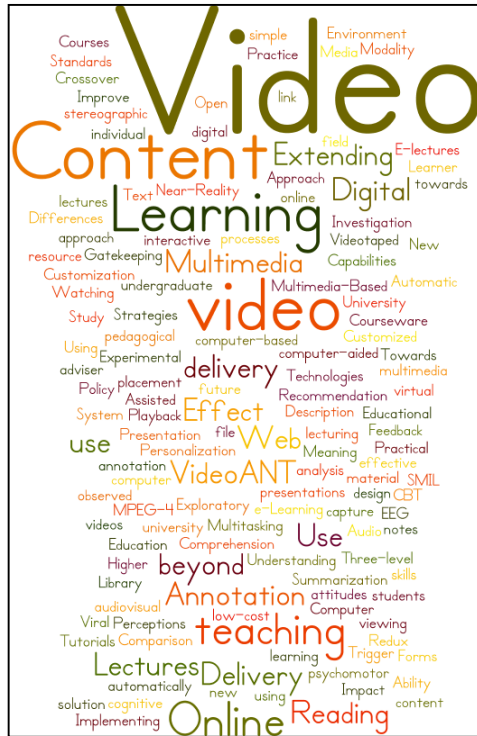 Video
Courses simple Environment
Standards Practice Media Modality
Crossover
Improve Open link
stereographic
individual digital
Content field E-lectures
Extending
Approach Learner
lectures Text Near-Reality online Digital towards
Differences Learning Investigation
approach interactive processes Videotaped New
resource Gatekeeping Capabilities
Customization Multimedia
Watching undergraduate Multimedia-Based Automatic
Study Strategies video University
Courseware
pedagogical computer-based Customized
Using Experimental computer-aided Towards
adviser delivery Technologies multimedia
Policy placement future Recommendation virtual
Assisted
System Playback Effect Description Educational
Presentation file Web lecturing Feedback
use Personalization Meaning Practical
annotation VideoANT analysis material effective
computer SMIL
observed presentations design CBT
MPEG-4 Exploratory e-Learning capture EEG
videos university Multitasking Use Audio notes
Education Comprehension Understanding Three-level
Higher beyond Summarization skills
Library Annotation attitudes students
audiovisual low-cost Computer
Viral Perceptions teaching viewing
Tutorials Comparison Redux
learning Trigger Forms
Lectures Delivery psychomotor Ability
automatically new using Impact
solution cognitive content
Implementing Online Reading